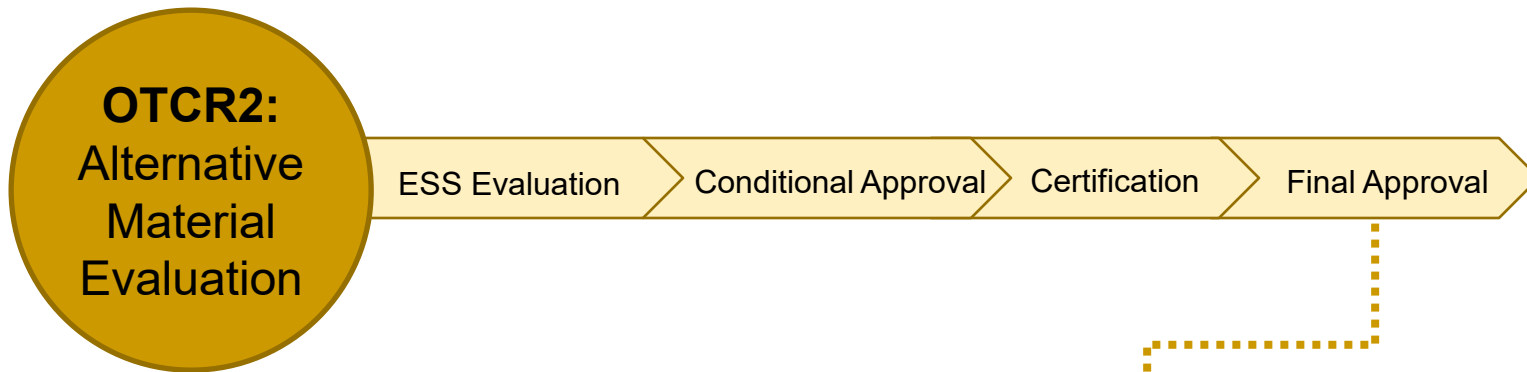 OTCR2:
Alternative
Material
Evaluation
ESS Evaluation
Conditional Approval
Certification
Final Approval